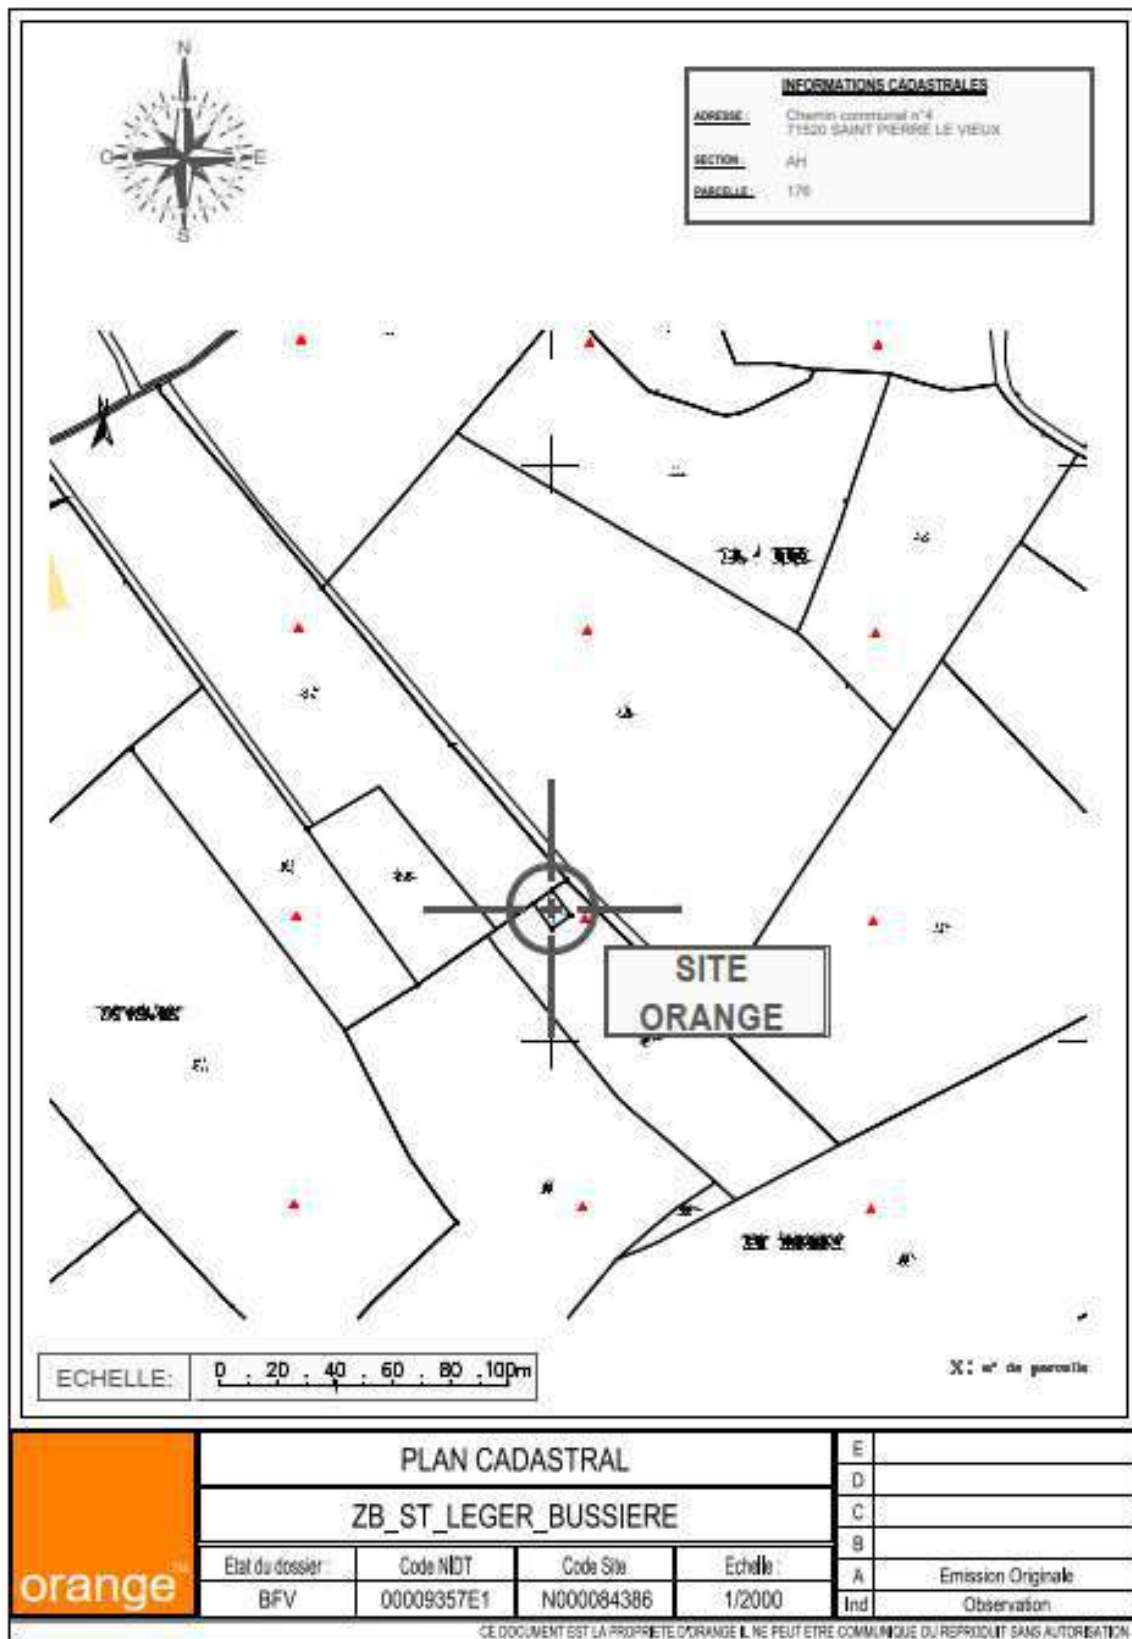 N
INFORMATIONS CADASTRALES
ADRESSE : Chemin communal n°4
71520 SAINT PIERRE LE VIEUX
O E
SECTION : AH
PARCELLE : 176
S
SITE
ORANGE
ECHELLE: 0 20 40 60 80 100m
X: n° de parcelle
PLAN CADASTRAL
ZB_ST_LEGER_BUSSIERE
Etat du dossier : Code NIDT Code Site Echelle :
BFV 00009357E1 N000084386 1/2000
E
D
C
B
A Emission Originale
Ind Observation
orange™
CE DOCUMENT EST LA PROPRIETE D'ORANGE IL NE PEUT ETRE COMMUNIQUE OU REPRODUIT SANS AUTORISATION